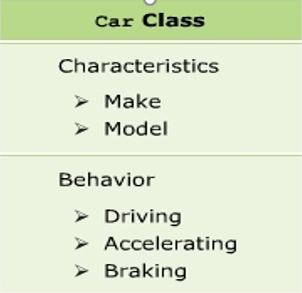 Car Class
Characteristics
➢ Make
➢ Model
Behavior
➢ Driving
➢ Accelerating
➢ Braking